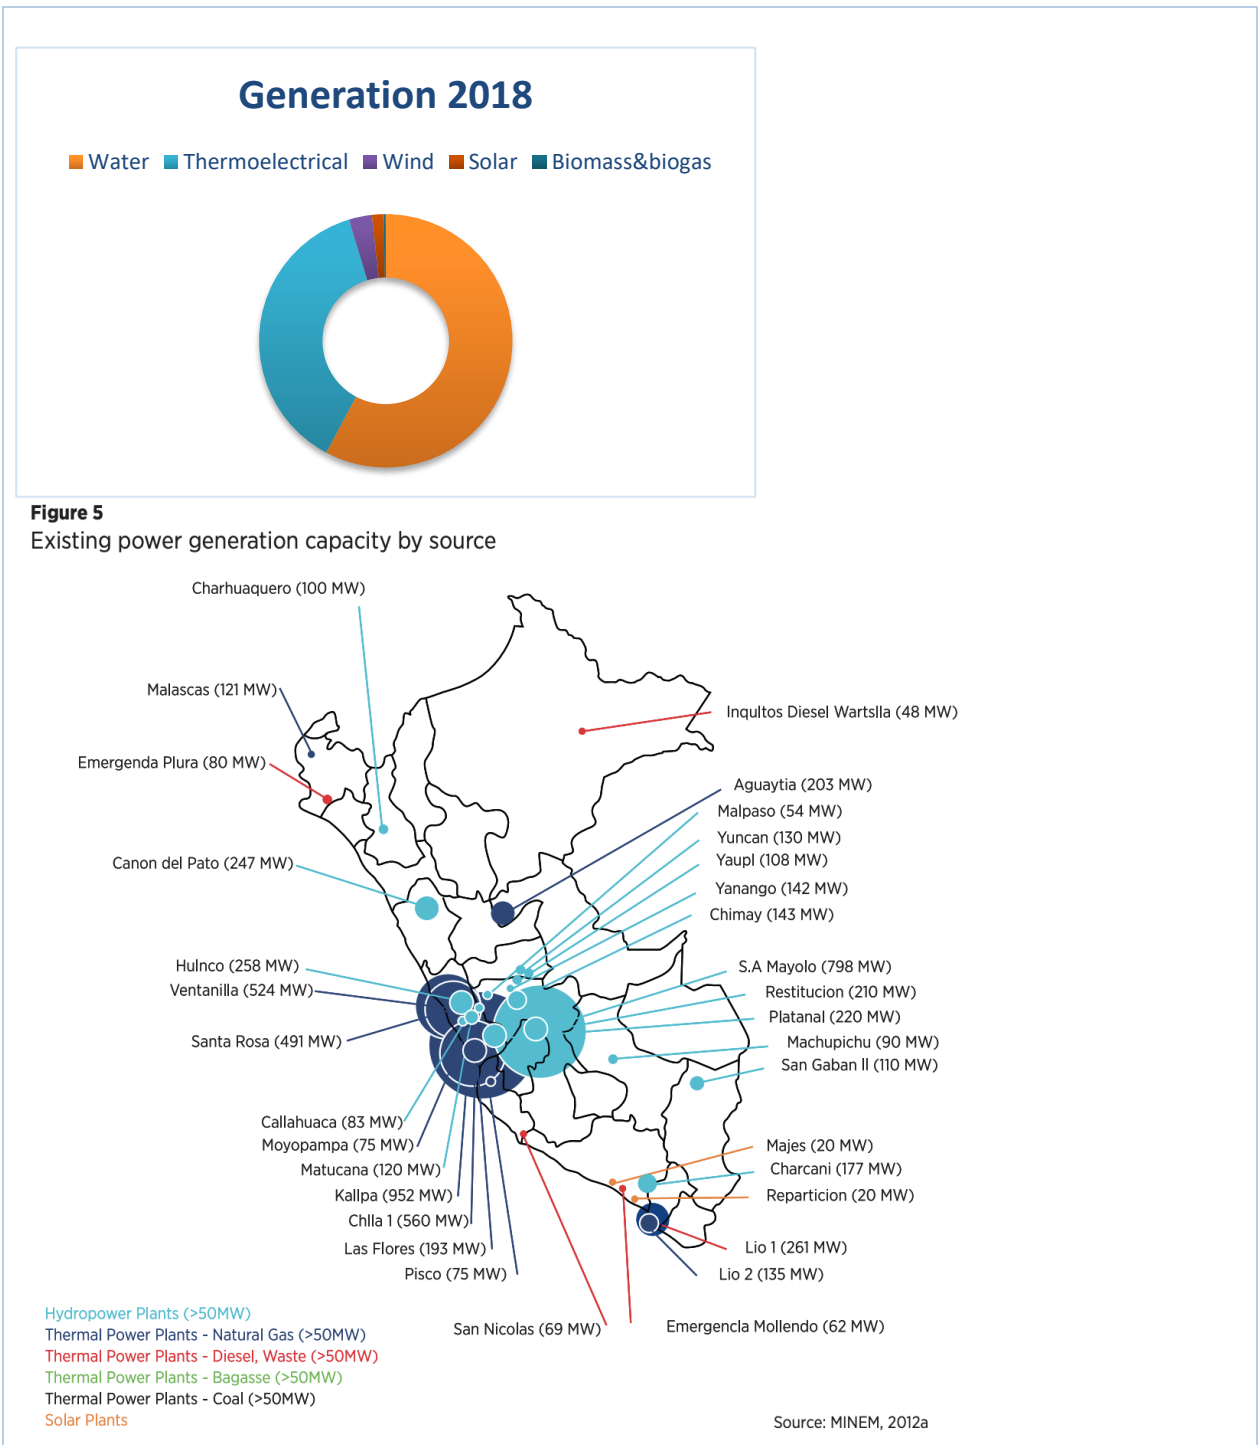 Generation 2018
Water Thermoelectrical Wind Solar Biomass&biogas
Figure 5
Existing power generation capacity by source
Charhuaquero (100 MW)
Malascas (121 MW)
Inqultos Diesel Wartslla (48 MW)
Emergenda Plura (80 MW)
Aguaytia (203 MW)
Malpaso (54 MW)
Yuncan (130 MW)
Yaupl (108 MW)
Canon del Pato (247 MW)
Yanango (142 MW)
Chimay (143 MW)
Hulnco (258 MW)
S.A Mayolo (798 MW)
Ventanilla (524 MW)
Restitucion (210 MW)
Platanal (220 MW)
Santa Rosa (491 MW)
Machupichu (90 MW)
San Gaban II (110 MW)
Callahuaca (83 MW)
Moyopampa (75 MW)
Majes (20 MW)
Matucana (120 MW)
Charcani (177 MW)
Kallpa (952 MW)
Reparticion (20 MW)
Chlla 1 (560 MW)
Las Flores (193 MW)
Lio 1 (261 MW)
Pisco (75 MW)
Lio 2 (135 MW)
San Nicolas (69 MW)
Emergencla Mollendo (62 MW)
Hydropower Plants (>50MW)
Thermal Power Plants - Natural Gas (>50MW)
Thermal Power Plants - Diesel, Waste (>50MW)
Thermal Power Plants - Bagasse (>50MW)
Thermal Power Plants - Coal (>50MW)
Solar Plants
Source: MINEM, 2012a